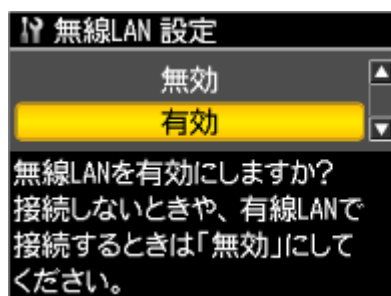 無線LAN 設定
無効
有効
無線LANを有効にしますか?
接続しないときや、有線LANで
接続するときは「無効」にして
ください。